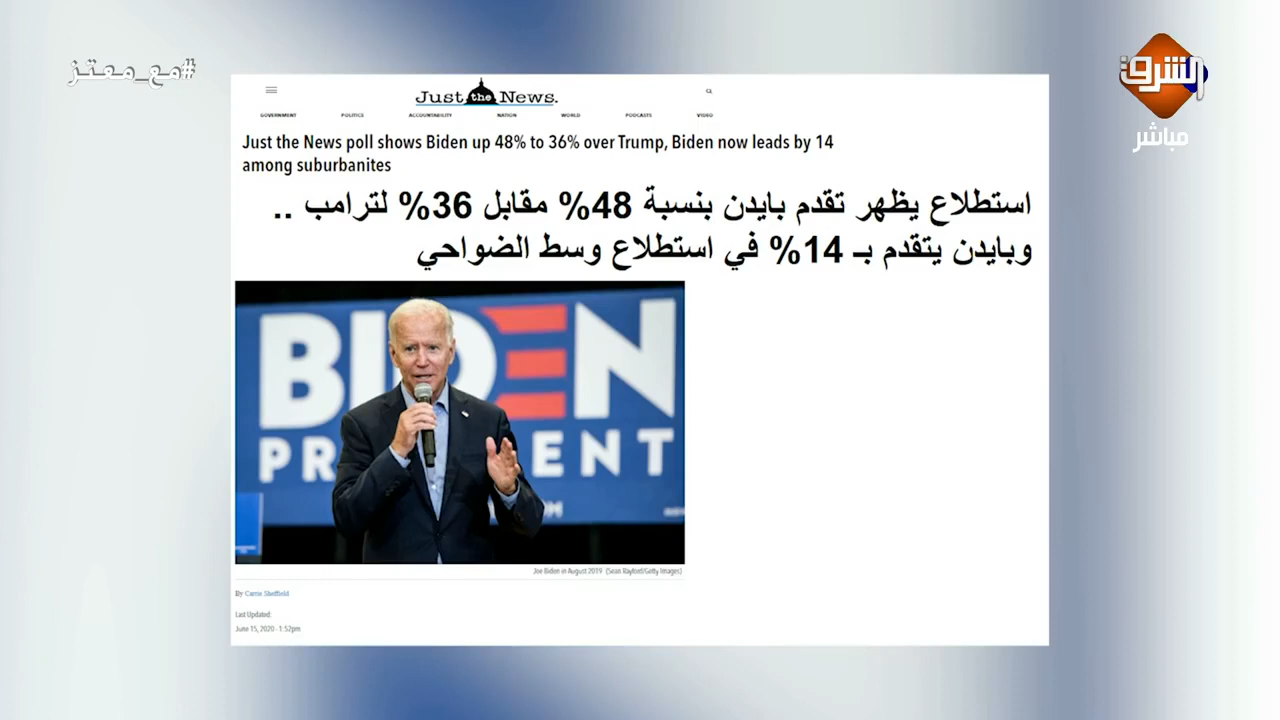 #مع_معتز
الشرق
مباشر
Just the News.
GOVERNMENT POLITICS ACCOUNTABILITY NATION WORLD PODCASTS VIDEO
Just the News poll shows Biden up 48% to 36% over Trump, Biden now leads by 14
among suburbanites
استطلاع يظهر تقدم بايدن بنسبة 48% مقابل 36% لترامب ..
وبايدن يتقدم بـ 14% في استطلاع وسط الضواحي
BIDEN
PR ENT
Joe Biden in August 2019 (Sean Rayford/Getty Images)
By Carrie Sheffield
Last Updated:
June 15, 2020 - 1:52pm